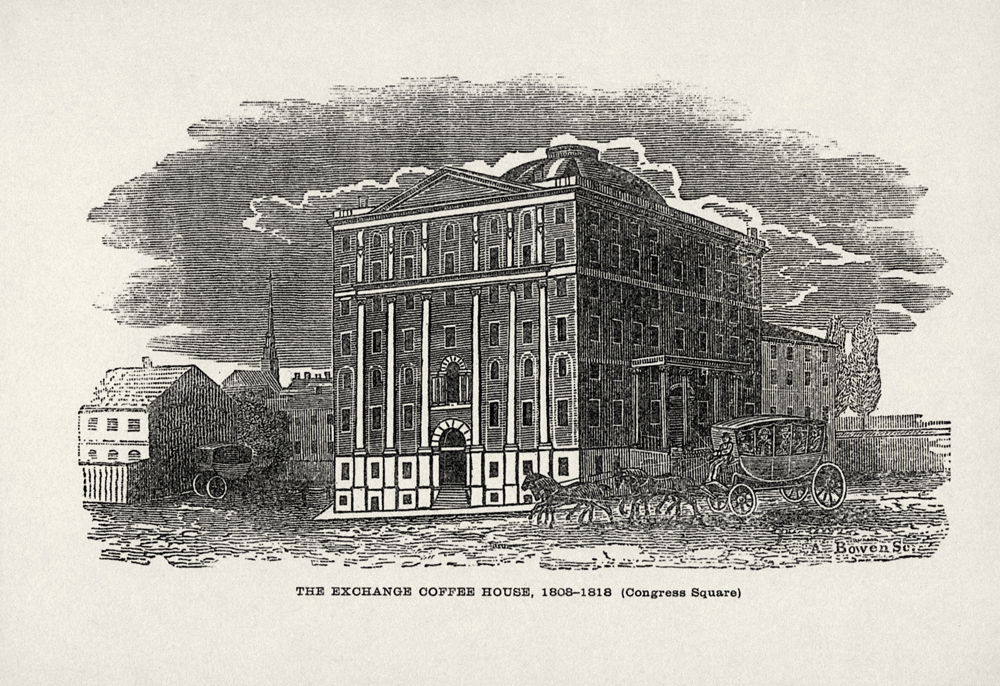 A. Bowen Sc.
THE EXCHANGE COFFEE HOUSE, 1808–1818 (Congress Square)